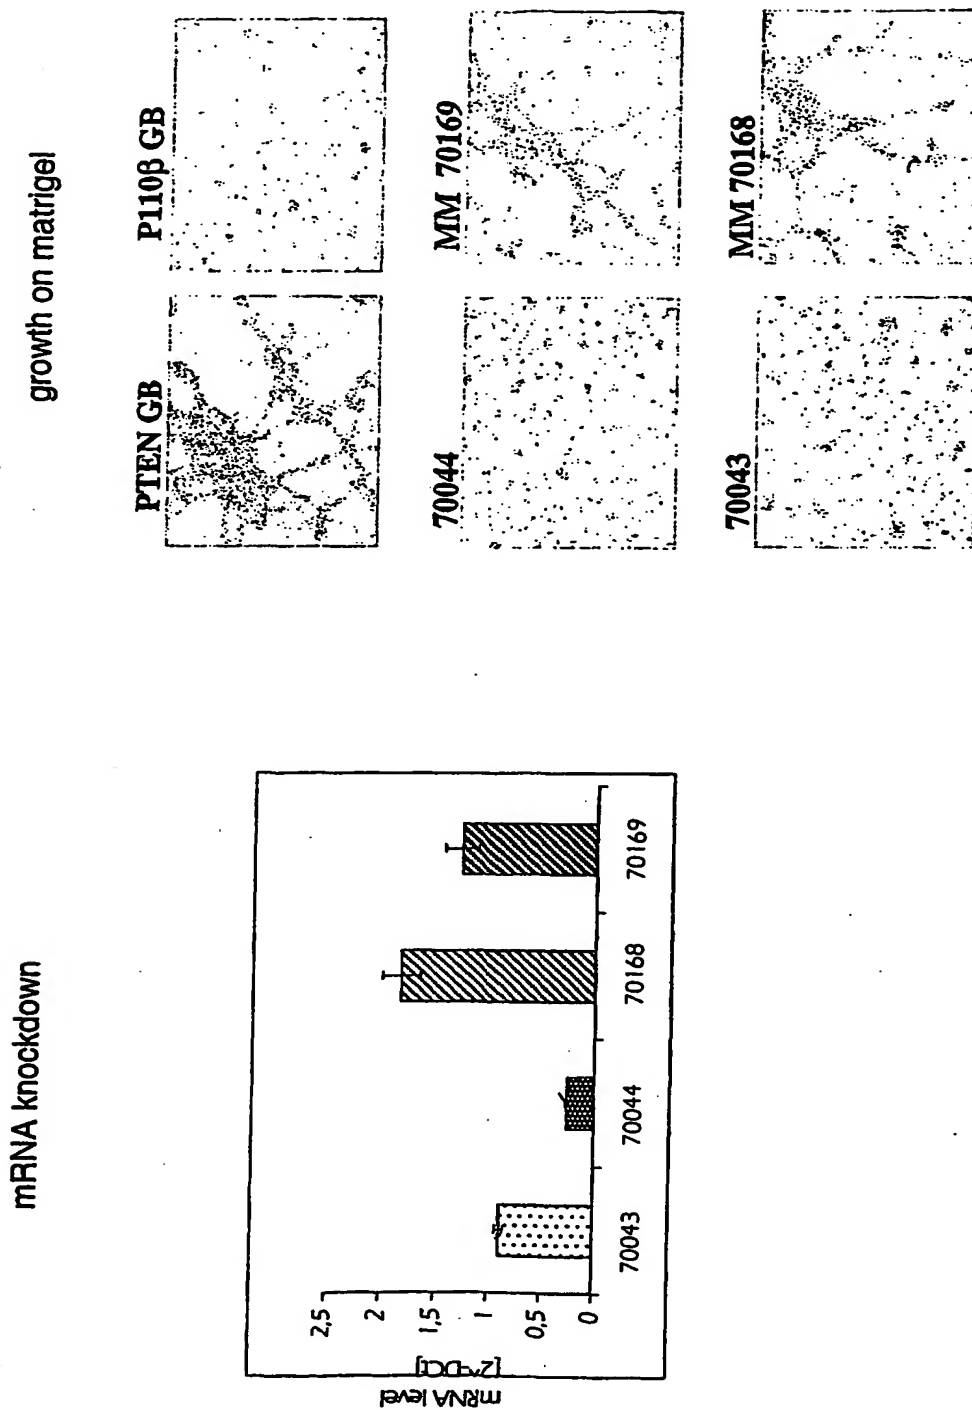 mRNA knockdown
growth on matrigel
mRNA level
[2^-DCt]
2,5
2
1,5
1
0,5
0
70043
70044
70168
70169
PTEN GB
P110β GB
70044
MM 70169
70043
MM 70168